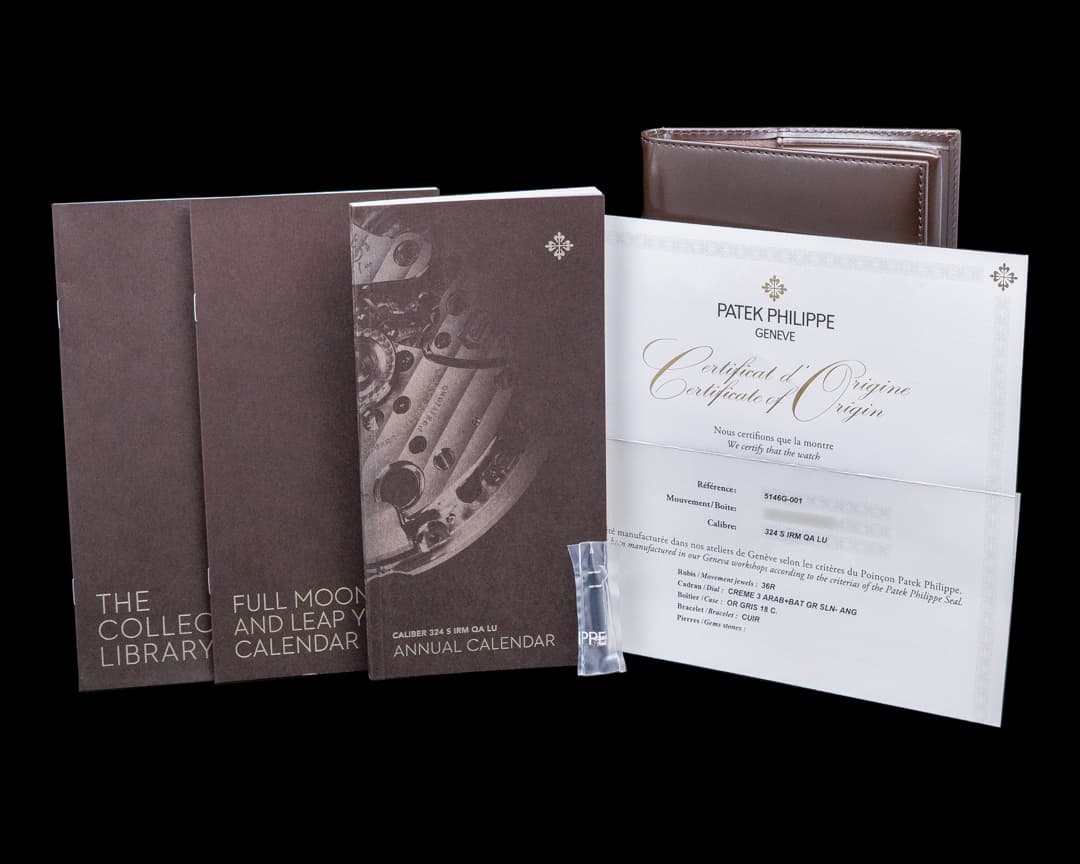 THE
COLLEC
LIBRARY
FULL MOON
AND LEAP Y
CALENDAR
CALIBER 324 S IRM QA LU
ANNUAL CALENDAR
PPE
PATEK PHILIPPE
GENEVE
Certificat d'Origine
Certificate of Origin
Nous certifions que la montre
We certify that the watch
Référence: 5146G-001
Mouvement/Boite:
Calibre: 324 S IRM QA LU
été manufacturée dans nos ateliers de Genève selon les critères du Poinçon Patek Philippe.
been manufactured in our Geneva workshops according to the criterias of the Patek Philippe Seal.
Rubis / Movement jewels : 36R
Cadran / Dial : CREME 3 ARAB+BAT GR SLN- ANG
Boîtier / Case : OR GRIS 18 C.
Bracelet / Bracelet : CUIR
Pierres / Gems stones :